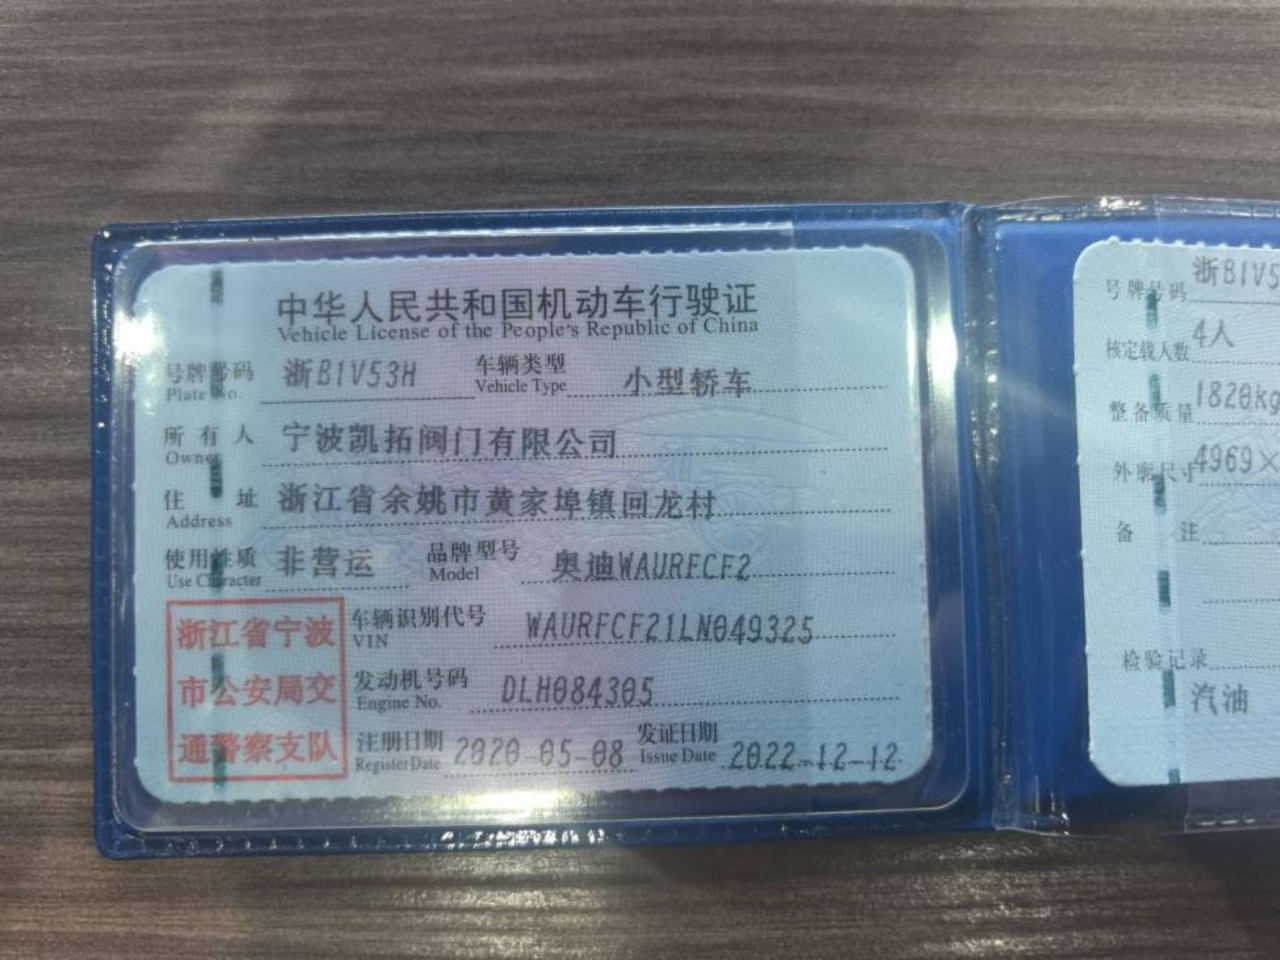 中华人民共和国机动车行驶证
Vehicle License of the People's Republic of China
号牌号码 浙B1V53H 车辆类型 小型轿车
Plate No. Vehicle Type
所有人 宁波凯拓阀门有限公司
Owner
住址 浙江省余姚市黄家埠镇回龙村
Address
使用性质 非营运 品牌型号 奥迪WAURFCF2
Use Character Model
浙江省宁波
市公安局交
通警察支队
车辆识别代号 WAURFCF21LN049325
VIN
发动机号码 DLH084305
Engine No.
注册日期 2020-05-08 发证日期 2022-12-12
Register Date Issue Date
号牌号码 浙B1V5
核定载人数 4人
整备质量 1820kg
外廓尺寸 4969×
备注
检验记录
汽油